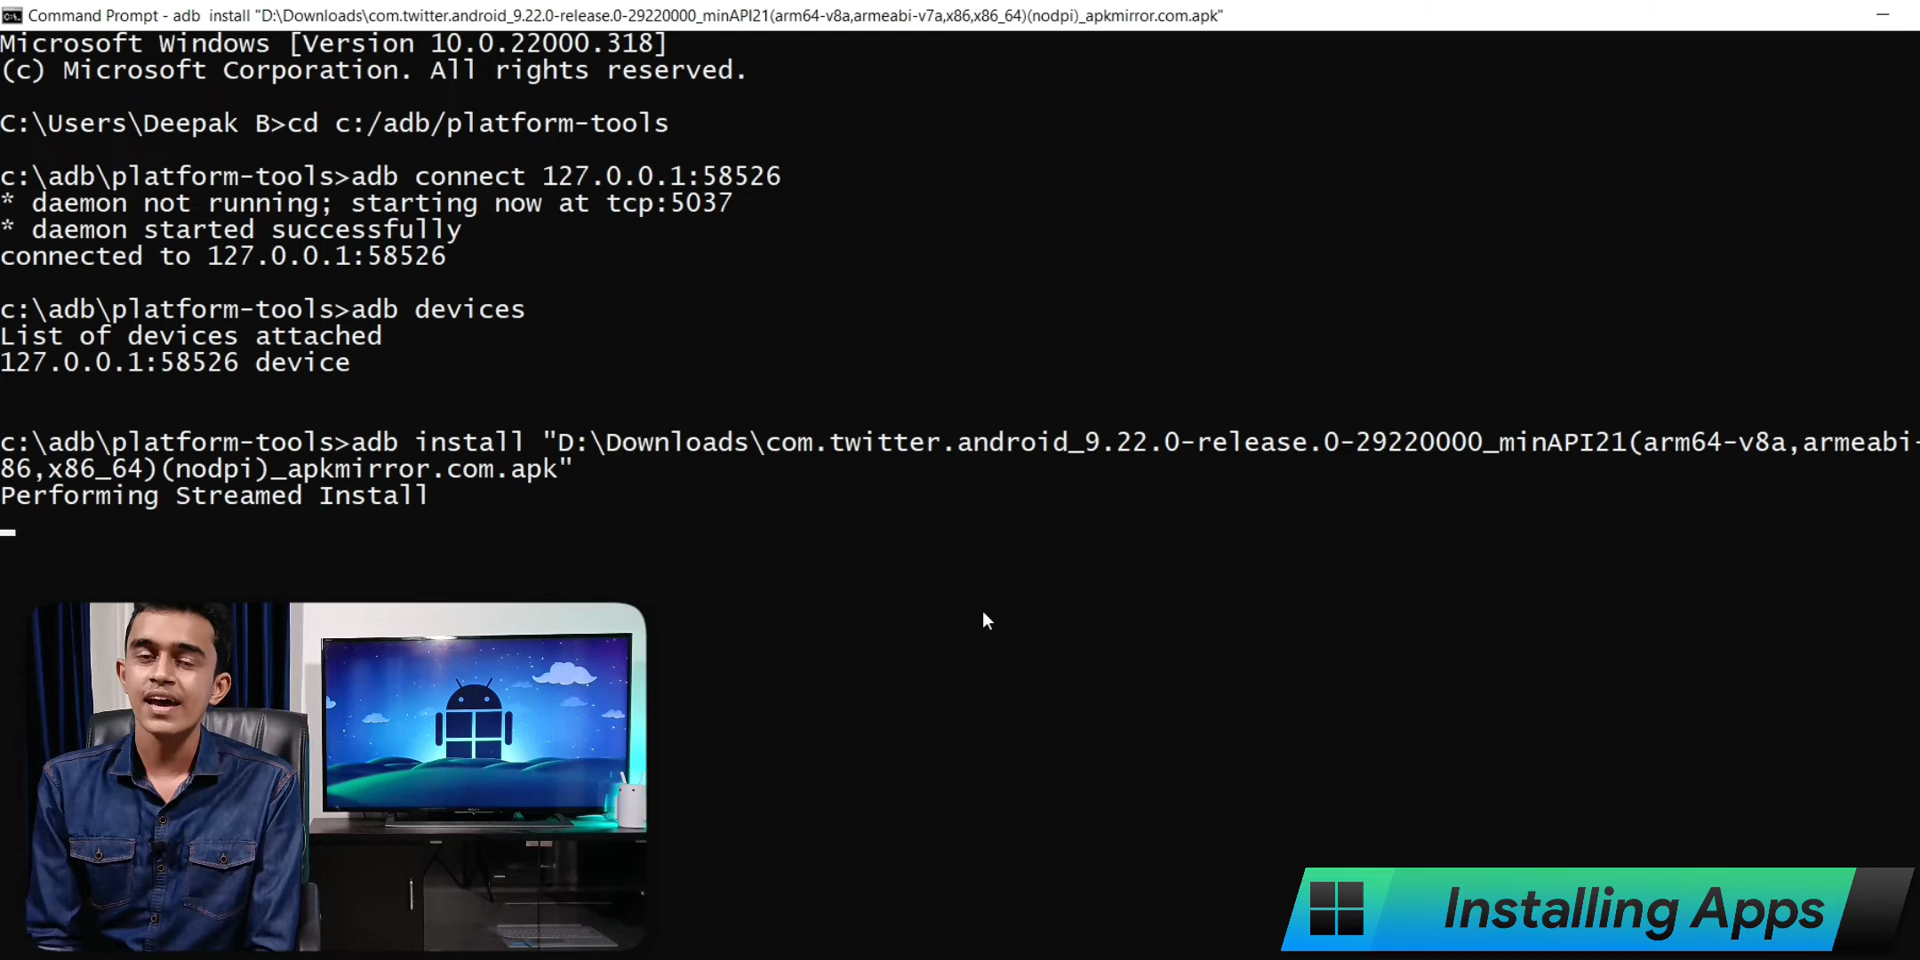 Command Prompt - adb  install "D:\Downloads\com.twitter.android_9.22.0-release.0-29220000_minAPI21(arm64-v8a,armeabi-v7a,x86,x86_64)(nodpi)_apkmirror.com.apk"
Microsoft Windows [Version 10.0.22000.318]
(c) Microsoft Corporation. All rights reserved.
C:\Users\Deepak B>cd c:/adb/platform-tools
c:\adb\platform-tools>adb connect 127.0.0.1:58526
* daemon not running; starting now at tcp:5037
* daemon started successfully
connected to 127.0.0.1:58526
c:\adb\platform-tools>adb devices
List of devices attached
127.0.0.1:58526 device
c:\adb\platform-tools>adb install "D:\Downloads\com.twitter.android_9.22.0-release.0-29220000_minAPI21(arm64-v8a,armeabi-
86,x86_64)(nodpi)_apkmirror.com.apk"
Performing Streamed Install
Installing Apps